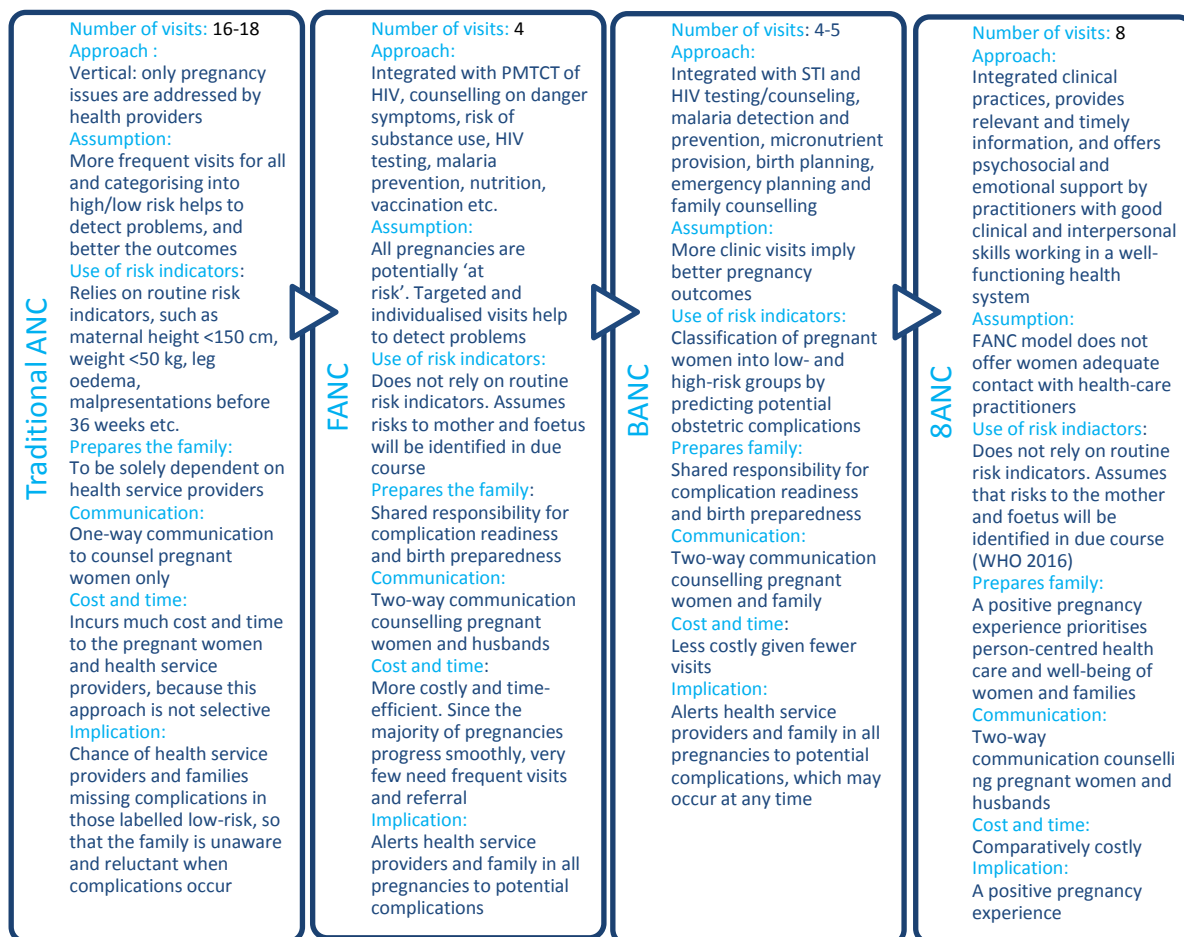 Traditional ANC
Number of visits: 16-18
Approach :
Vertical: only pregnancy
issues are addressed by
health providers
Assumption:
More frequent visits for all
and categorising into
high/low risk helps to
detect problems, and
better the outcomes
Use of risk indicators:
Relies on routine risk
indicators, such as
maternal height <150 cm,
weight <50 kg, leg
oedema,
malpresentations before
36 weeks etc.
Prepares the family:
To be solely dependent on
health service providers
Communication:
One-way communication
to counsel pregnant
women only
Cost and time:
Incurs much cost and time
to the pregnant women
and health service
providers, because this
approach is not selective
Implication:
Chance of health service
providers and families
missing complications in
those labelled low-risk, so
that the family is unaware
and reluctant when
complications occur
FANC
Number of visits: 4
Approach:
Integrated with PMTCT of
HIV, counselling on danger
symptoms, risk of
substance use, HIV
testing, malaria
prevention, nutrition,
vaccination etc.
Assumption:
All pregnancies are
potentially ‘at
risk’. Targeted and
individualised visits help
to detect problems
Use of risk indicators:
Does not rely on routine
risk indicators. Assumes
risks to mother and foetus
will be identified in due
course
Prepares the family:
Shared responsibility for
complication readiness
and birth preparedness
Communication:
Two-way communication
counselling pregnant
women and husbands
Cost and time:
More costly and time-
efficient. Since the
majority of pregnancies
progress smoothly, very
few need frequent visits
and referral
Implication:
Alerts health service
providers and family in all
pregnancies to potential
complications
BANC
Number of visits: 4-5
Approach:
Integrated with STI and
HIV testing/counseling,
malaria detection and
prevention, micronutrient
provision, birth planning,
emergency planning and
family counselling
Assumption:
More clinic visits imply
better pregnancy
outcomes
Use of risk indicators:
Classification of pregnant
women into low- and
high-risk groups by
predicting potential
obstetric complications
Prepares family:
Shared responsibility for
complication readiness
and birth preparedness
Communication:
Two-way communication
counselling pregnant
women and family
Cost and time:
Less costly given fewer
visits
Implication:
Alerts health service
providers and family in all
pregnancies to potential
complications, which may
occur at any time
8ANC
Number of visits: 8
Approach:
Integrated clinical
practices, provides
relevant and timely
information, and offers
psychosocial and
emotional support by
practitioners with good
clinical and interpersonal
skills working in a well-
functioning health
system
Assumption:
FANC model does not
offer women adequate
contact with health-care
practitioners
Use of risk indiactors:
Does not rely on routine
risk indicators. Assumes
that risks to the mother
and foetus will be
identified in due course
(WHO 2016)
Prepares family:
A positive pregnancy
experience prioritises
person-centred health
care and well-being of
women and families
Communication:
Two-way
communication counselli
ng pregnant women and
husbands
Cost and time:
Comparatively costly
Implication:
A positive pregnancy
experience